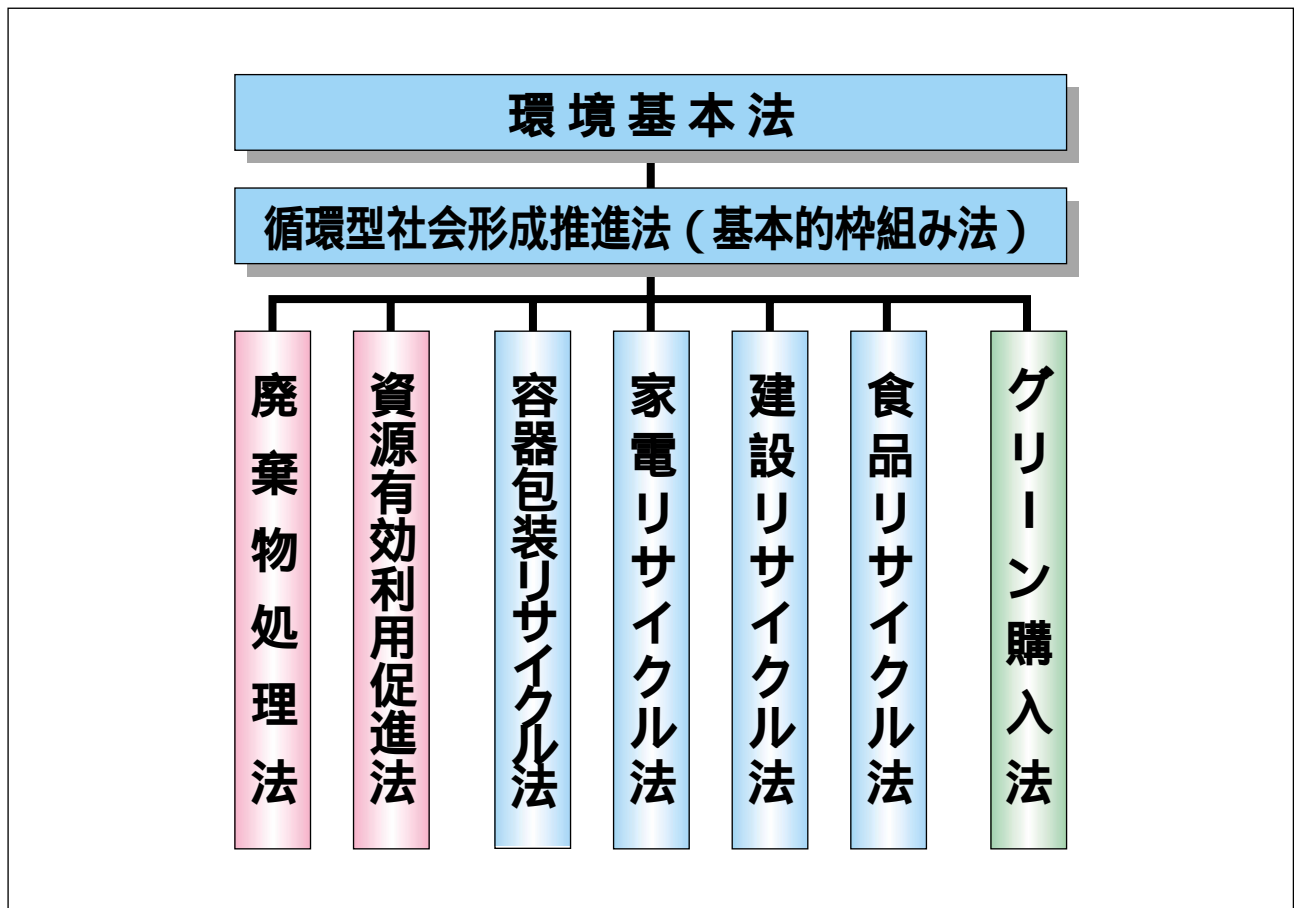 環境基本法
循環型社会形成推進法(基本的枠組み法)
廃棄物処理法
資源有効利用促進法
容器包装リサイクル法
家電リサイクル法
建設リサイクル法
食品リサイクル法
グリーン購入法